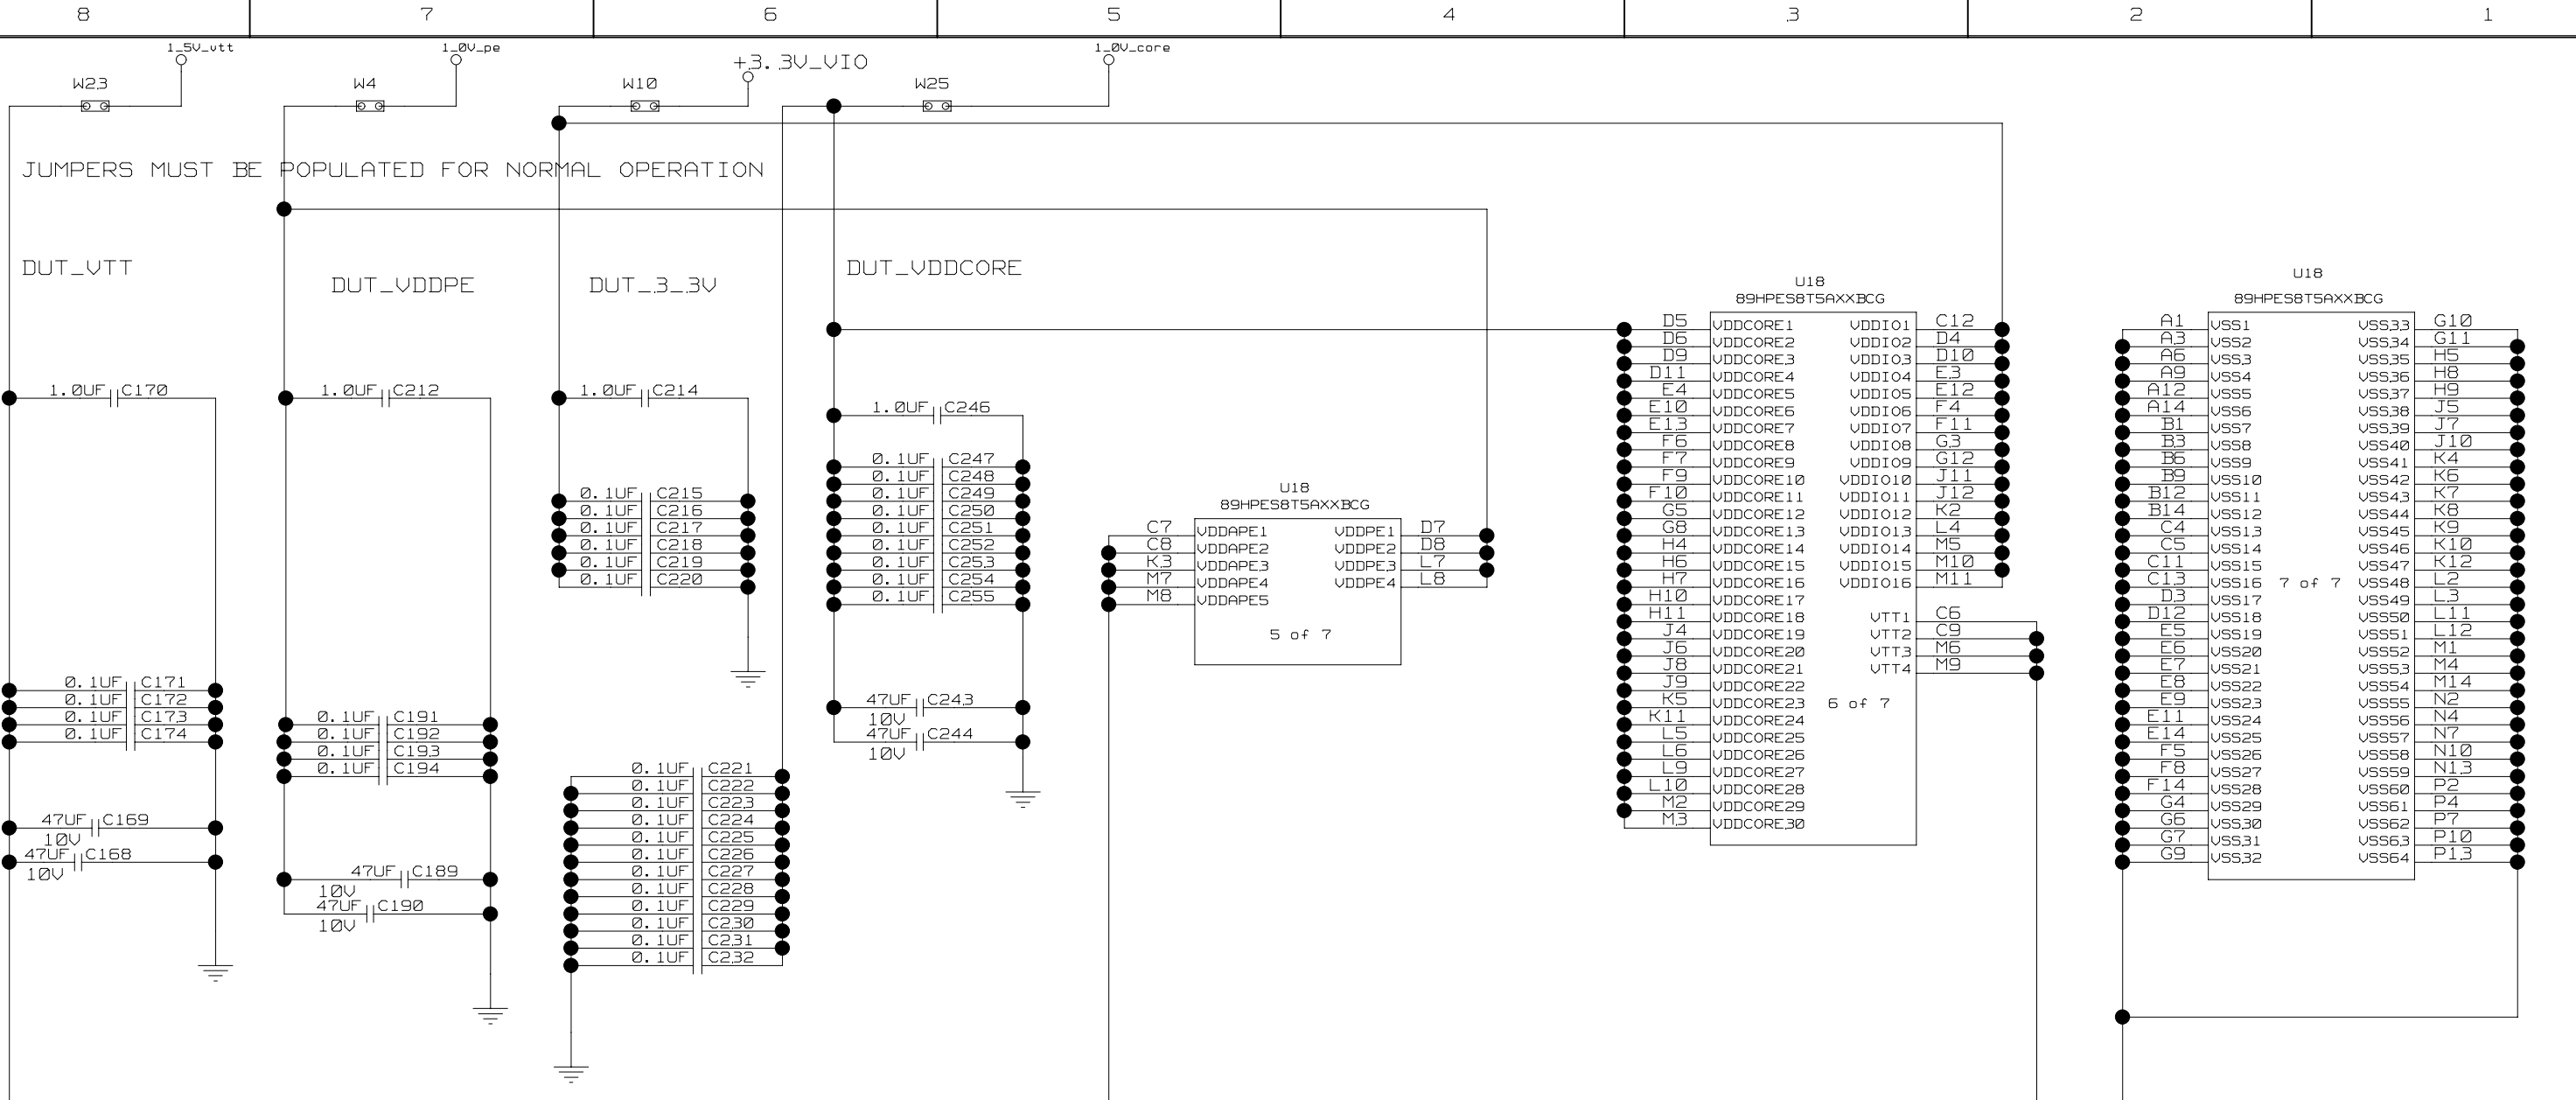 8 7 6 5 4 3 2 1
1_5V_vtt
1_0V_pe
+3.3V_VIO
1_0V_core
W23
W4
W10
W25
JUMPERS MUST BE POPULATED FOR NORMAL OPERATION
DUT_VTT
DUT_VDDPE
DUT_3_3V
DUT_VDDCORE
1.0UF C170
0.1UF C171
0.1UF C172
0.1UF C173
0.1UF C174
47UF C169
10V
47UF C168
10V
1.0UF C212
0.1UF C191
0.1UF C192
0.1UF C193
0.1UF C194
47UF C189
10V
47UF C190
10V
1.0UF C214
0.1UF C215
0.1UF C216
0.1UF C217
0.1UF C218
0.1UF C219
0.1UF C220
0.1UF C221
0.1UF C222
0.1UF C223
0.1UF C224
0.1UF C225
0.1UF C226
0.1UF C227
0.1UF C228
0.1UF C229
0.1UF C230
0.1UF C231
0.1UF C232
1.0UF C246
0.1UF C247
0.1UF C248
0.1UF C249
0.1UF C250
0.1UF C251
0.1UF C252
0.1UF C253
0.1UF C254
0.1UF C255
47UF C243
10V
47UF C244
10V
U18
89HPES8T5AXXBCG
C7 VDDAPE1 VDDPE1 D7
C8 VDDAPE2 VDDPE2 D8
K3 VDDAPE3 VDDPE3 L7
M7 VDDAPE4 VDDPE4 L8
M8 VDDAPE5
5 of 7
U18
89HPES8T5AXXBCG
D5 VDDCORE1 VDDIO1 C12
D6 VDDCORE2 VDDIO2 D4
D9 VDDCORE3 VDDIO3 D10
D11 VDDCORE4 VDDIO4 E3
E4 VDDCORE5 VDDIO5 E12
E10 VDDCORE6 VDDIO6 F4
E13 VDDCORE7 VDDIO7 F11
F6 VDDCORE8 VDDIO8 G3
F7 VDDCORE9 VDDIO9 G12
F9 VDDCORE10 VDDIO10 J11
F10 VDDCORE11 VDDIO11 J12
G5 VDDCORE12 VDDIO12 K2
G8 VDDCORE13 VDDIO13 L4
H4 VDDCORE14 VDDIO14 M5
H6 VDDCORE15 VDDIO15 M10
H7 VDDCORE16 VDDIO16 M11
H10 VDDCORE17
H11 VDDCORE18 VTT1 C6
J4 VDDCORE19 VTT2 C9
J6 VDDCORE20 VTT3 M6
J8 VDDCORE21 VTT4 M9
J9 VDDCORE22
K5 VDDCORE23 6 of 7
K11 VDDCORE24
L5 VDDCORE25
L6 VDDCORE26
L9 VDDCORE27
L10 VDDCORE28
M2 VDDCORE29
M3 VDDCORE30
U18
89HPES8T5AXXBCG
A1 VSS1 VSS33 G10
A3 VSS2 VSS34 G11
A6 VSS3 VSS35 H5
A9 VSS4 VSS36 H8
A12 VSS5 VSS37 H9
A14 VSS6 VSS38 J5
B1 VSS7 VSS39 J7
B3 VSS8 VSS40 J10
B6 VSS9 VSS41 K4
B9 VSS10 VSS42 K6
B12 VSS11 VSS43 K7
B14 VSS12 VSS44 K8
C4 VSS13 VSS45 K9
C5 VSS14 VSS46 K10
C11 VSS15 VSS47 K12
C13 VSS16 7 of 7 VSS48 L2
D3 VSS17 VSS49 L3
D12 VSS18 VSS50 L11
E5 VSS19 VSS51 L12
E6 VSS20 VSS52 M1
E7 VSS21 VSS53 M4
E8 VSS22 VSS54 M14
E9 VSS23 VSS55 N2
E11 VSS24 VSS56 N4
E14 VSS25 VSS57 N7
F5 VSS26 VSS58 N10
F8 VSS27 VSS59 N13
F14 VSS28 VSS60 P2
G4 VSS29 VSS61 P4
G6 VSS30 VSS62 P7
G7 VSS31 VSS63 P10
G9 VSS32 VSS64 P13